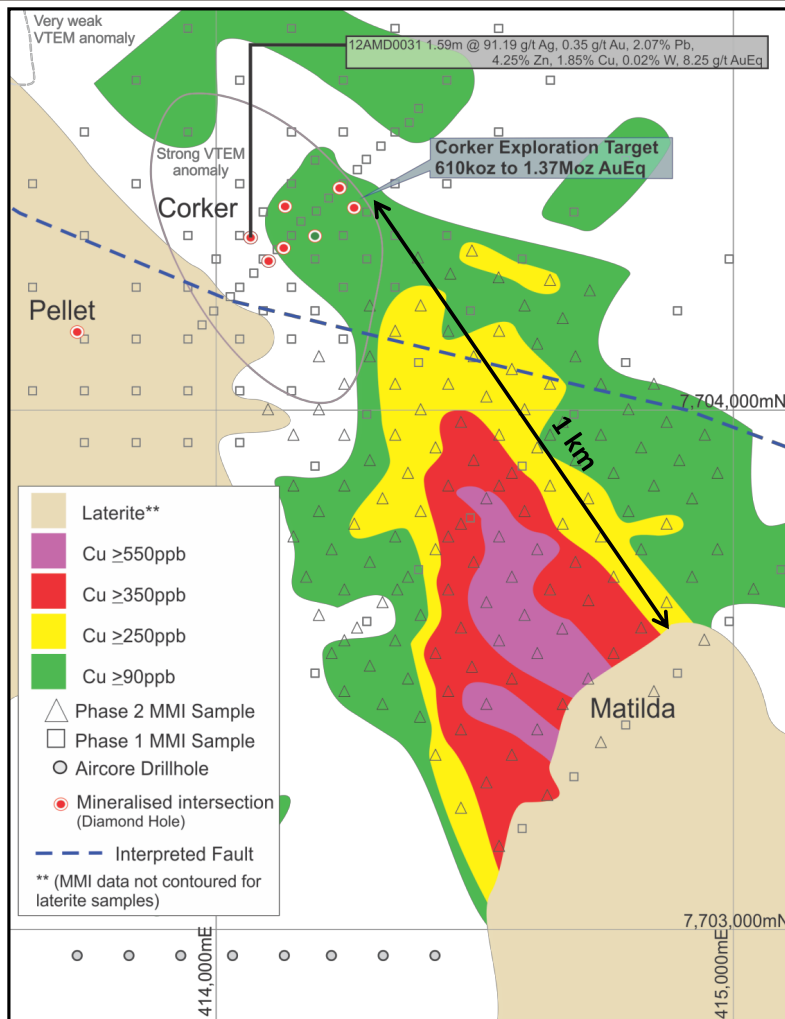 Very weak
VTEM anomaly
12AMD0031 1.59m @ 91.19 g/t Ag, 0.35 g/t Au, 2.07% Pb,
4.25% Zn, 1.85% Cu, 0.02% W, 8.25 g/t AuEq
Strong VTEM
anomaly
Corker Exploration Target
610koz to 1.37Moz AuEq
Corker
Pellet
7,704,000mN
1 km
Laterite**
Cu ≥550ppb
Cu ≥350ppb
Cu ≥250ppb
Cu ≥90ppb
Phase 2 MMI Sample
Phase 1 MMI Sample
Aircore Drillhole
Mineralised intersection
(Diamond Hole)
Interpreted Fault
** (MMI data not contoured for
laterite samples)
Matilda
7,703,000mN
414,000mE
415,000mE